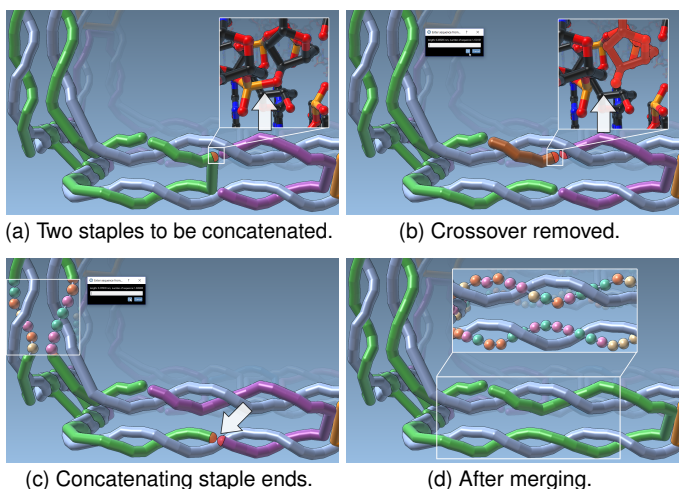 (a) Two staples to be concatenated.
(b) Crossover removed.
(c) Concatenating staple ends.
(d) After merging.